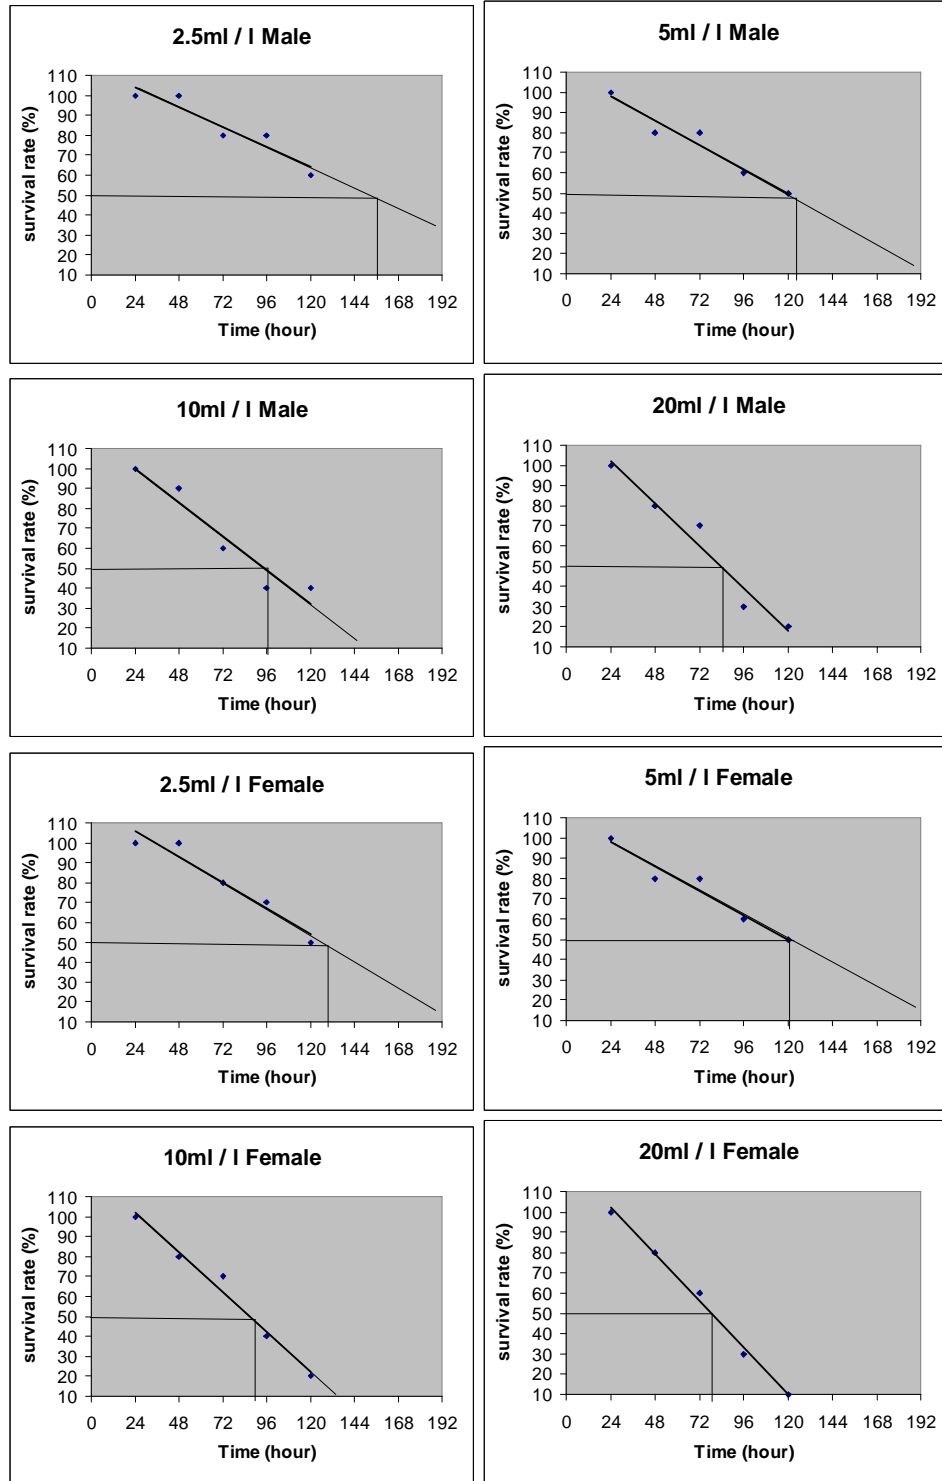 2.5ml / l Male
110
100
90
80
70
60
50
40
30
20
10
survival rate (%)
0 24 48 72 96 120 144 168 192
Time (hour)
5ml / l Male
110
100
90
80
70
60
50
40
30
20
10
survival rate (%)
0 24 48 72 96 120 144 168 192
Time (hour)
10ml / l Male
110
100
90
80
70
60
50
40
30
20
10
survival rate (%)
0 24 48 72 96 120 144 168 192
Time (hour)
20ml / l Male
110
100
90
80
70
60
50
40
30
20
10
survival rate (%)
0 24 48 72 96 120 144 168 192
Time (hour)
2.5ml / l Female
110
100
90
80
70
60
50
40
30
20
10
survival rate (%)
0 24 48 72 96 120 144 168 192
Time (hour)
5ml / l Female
110
100
90
80
70
60
50
40
30
20
10
survival rate (%)
0 24 48 72 96 120 144 168 192
Time (hour)
10ml / l Female
110
100
90
80
70
60
50
40
30
20
10
survival rate (%)
0 24 48 72 96 120 144 168 192
Time (hour)
20ml / l Female
110
100
90
80
70
60
50
40
30
20
10
survival rate (%)
0 24 48 72 96 120 144 168 192
Time (hour)